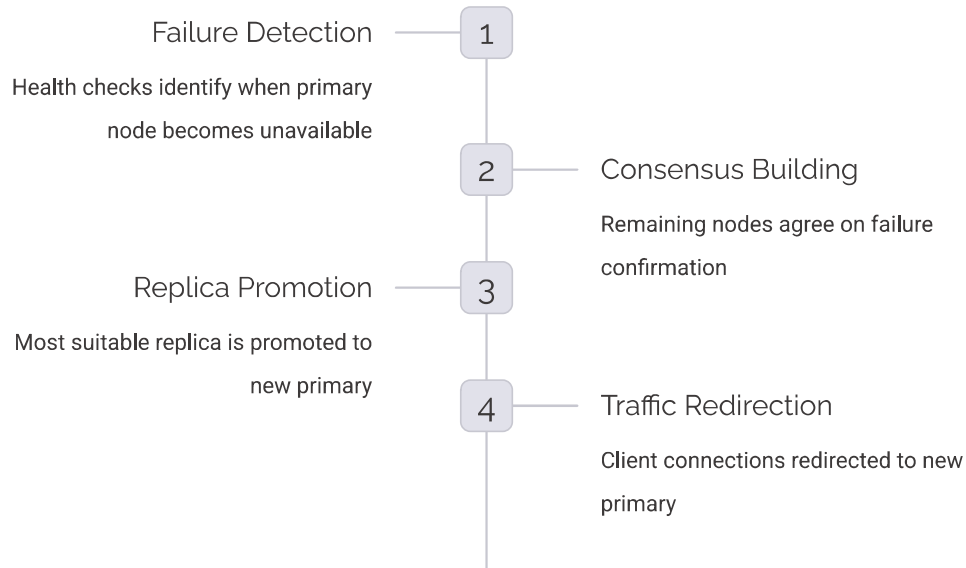 Failure Detection
1
Health checks identify when primary
node becomes unavailable
2
Consensus Building
Remaining nodes agree on failure
confirmation
Replica Promotion
3
Most suitable replica is promoted to
new primary
4
Traffic Redirection
Client connections redirected to new
primary